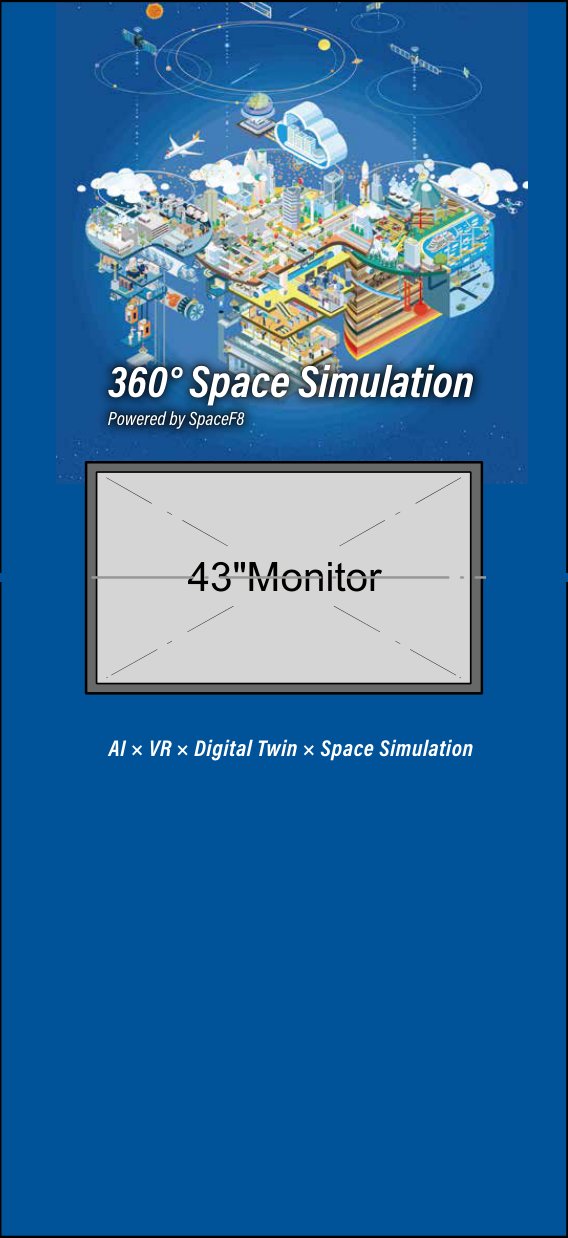 360° Space Simulation
Powered by SpaceF8
43"Monitor
AI × VR × Digital Twin × Space Simulation